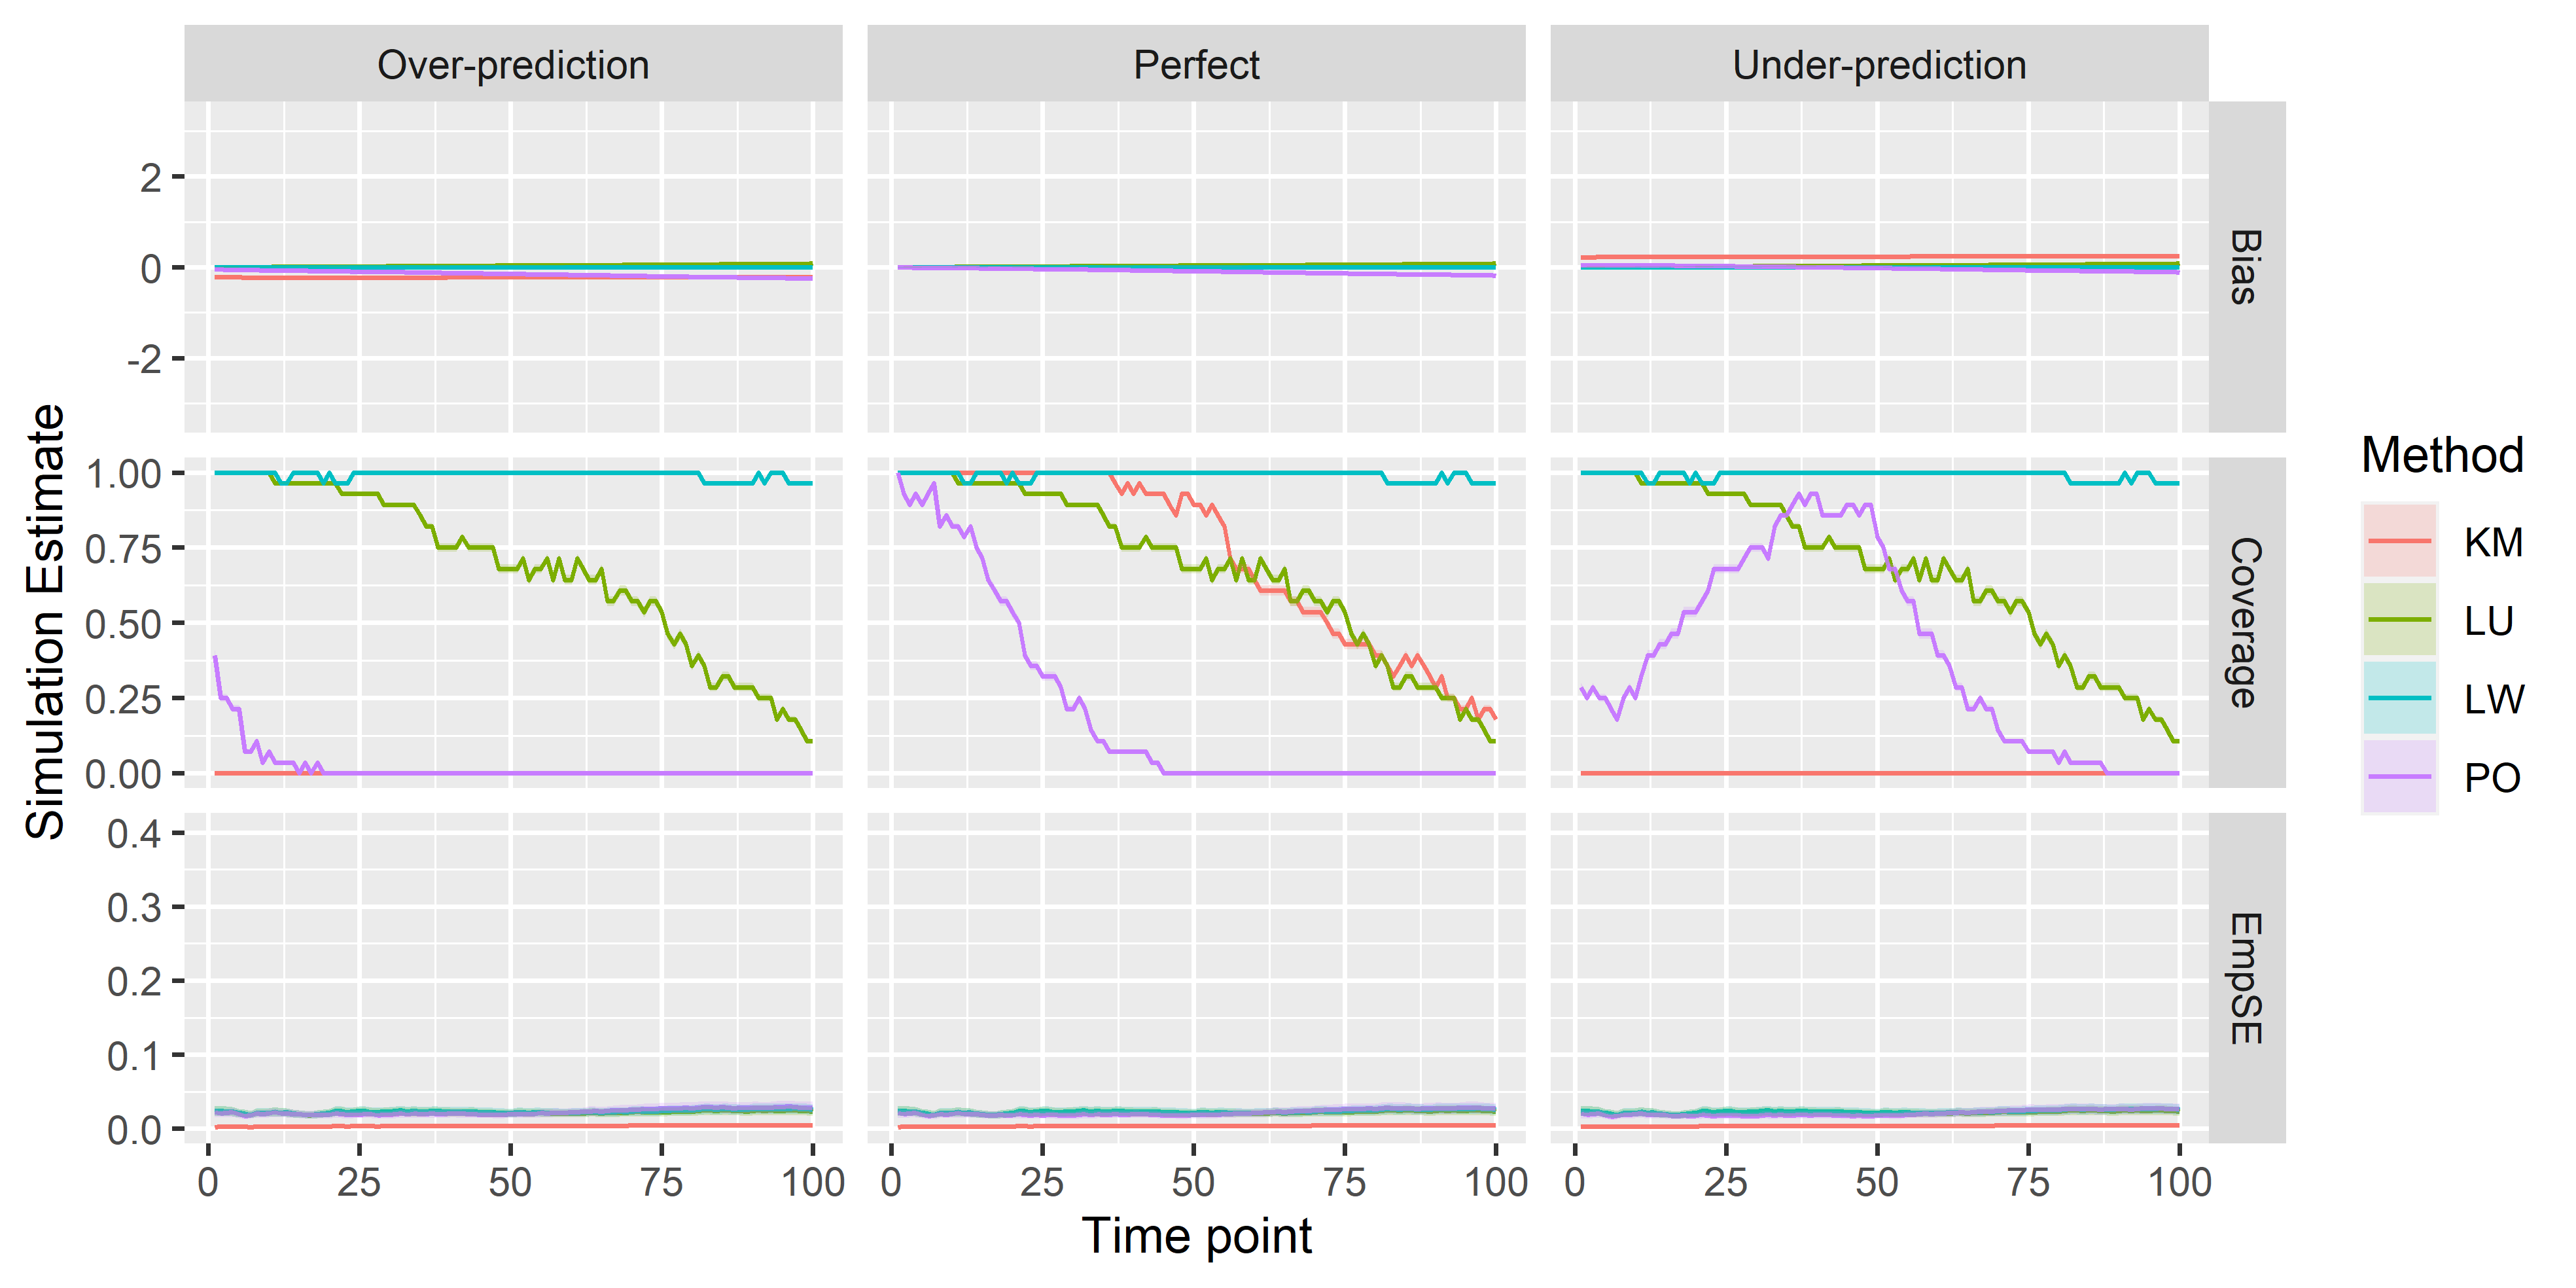 Over-prediction
Perfect
Under-prediction
2
0
-2
Bias
1.00
0.75
0.50
0.25
0.00
Coverage
0.4
0.3
0.2
0.1
0.0
EmpSE
0 25 50 75 100
0 25 50 75 100
0 25 50 75 100
Time point
Simulation Estimate
Method
KM
LU
LW
PO